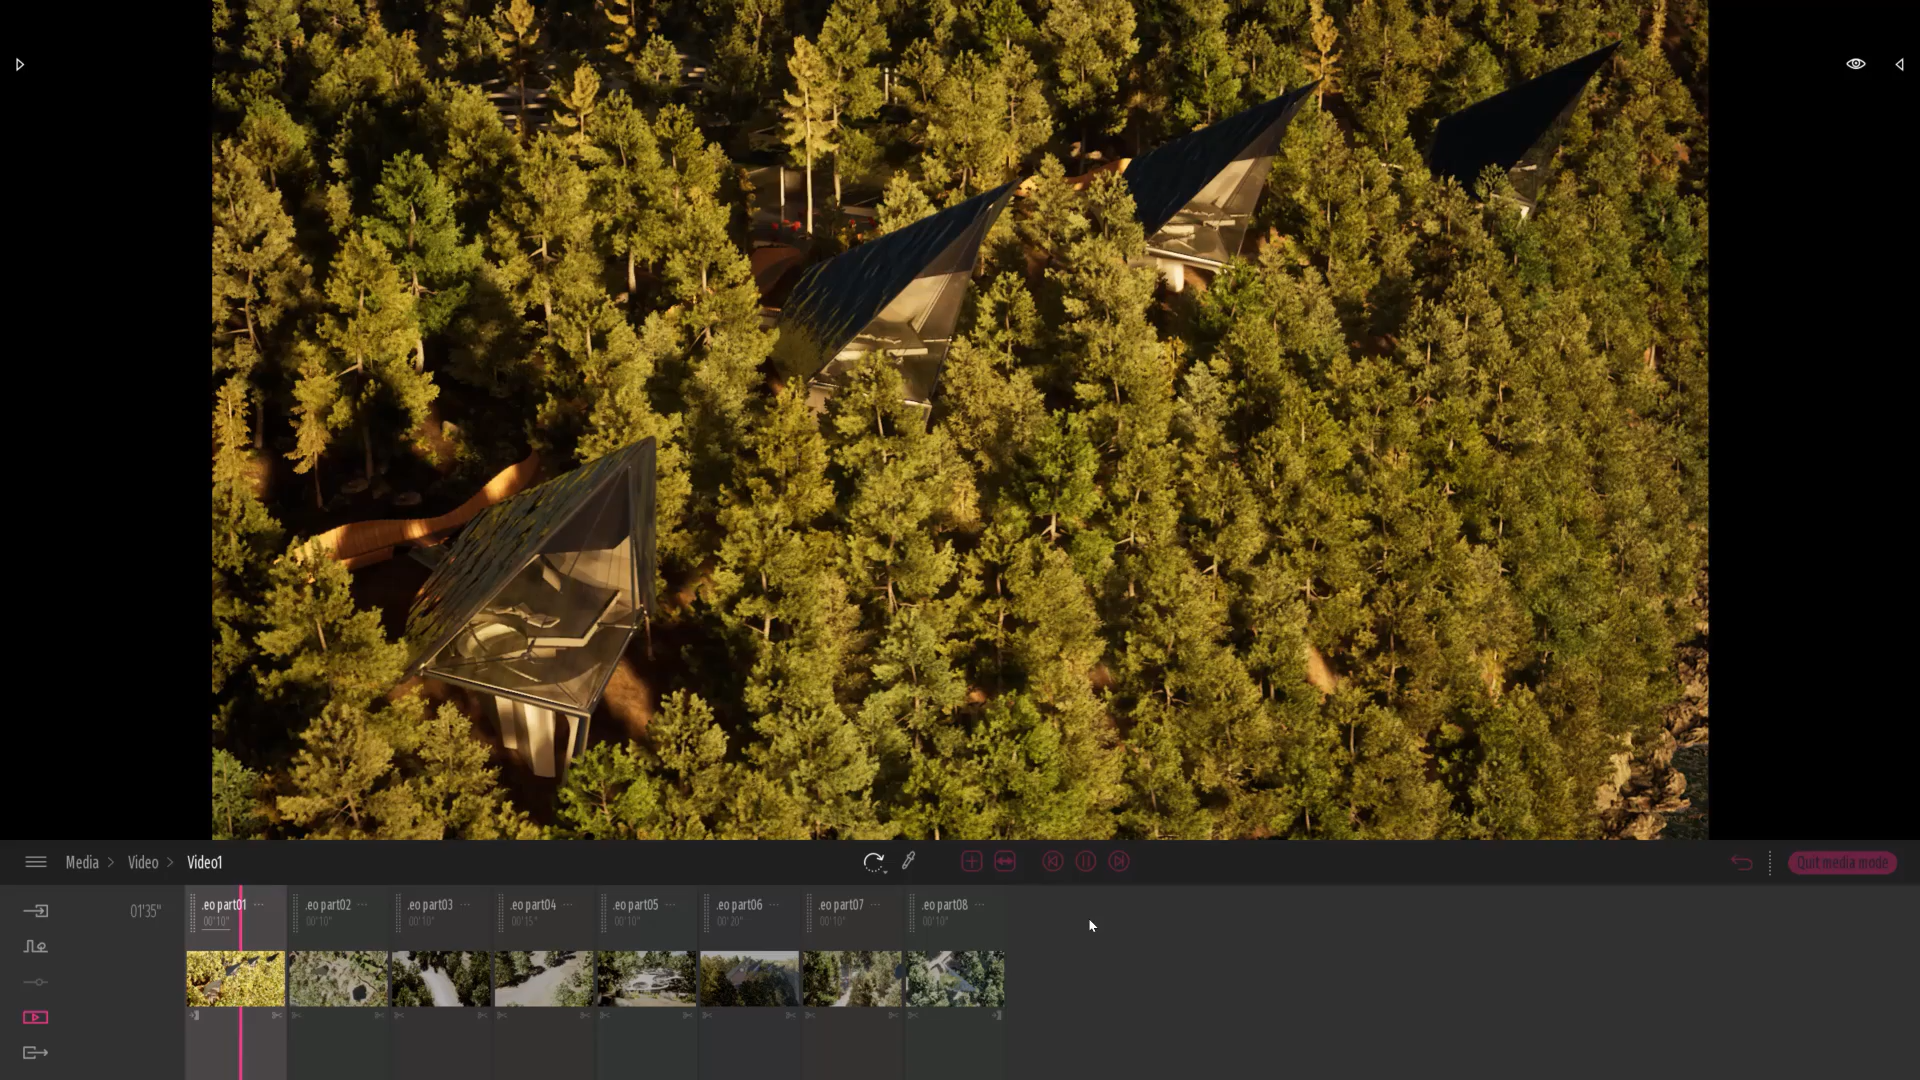 Media > Video > Video1
Quit media mode
01'35"
.eo part01 ...
00'10"
.eo part02 ...
00'10"
.eo part03 ...
00'10"
.eo part04 ...
00'15"
.eo part05 ...
00'10"
.eo part06 ...
00'20"
.eo part07 ...
00'10"
.eo part08 ...
00'10"